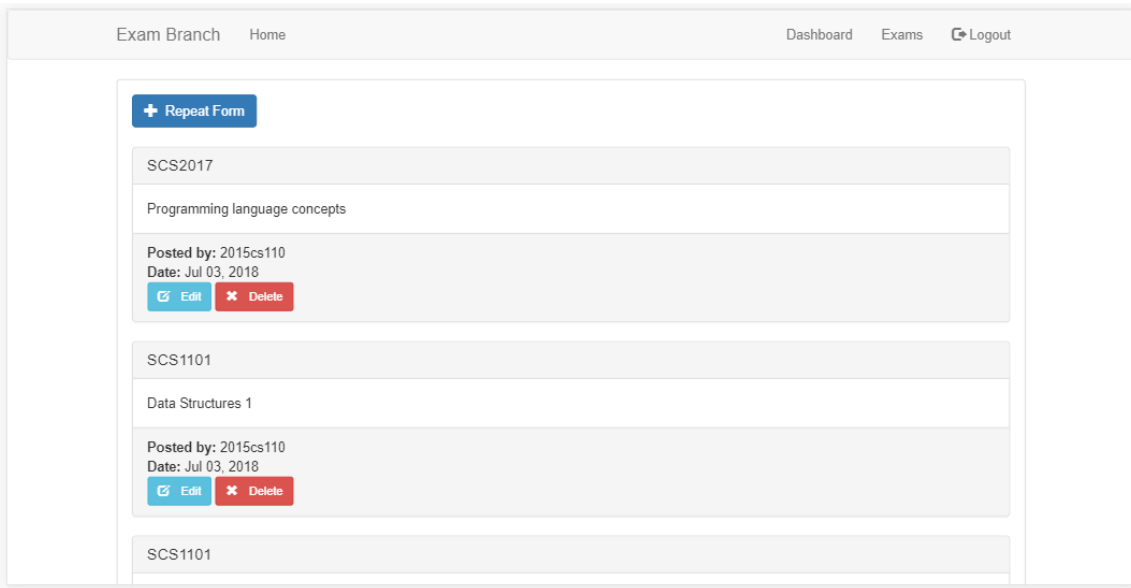 Exam Branch Home Dashboard Exams Logout
Repeat Form
SCS2017
Programming language concepts
Posted by: 2015cs110
Date: Jul 03, 2018
Edit Delete
SCS1101
Data Structures 1
Posted by: 2015cs110
Date: Jul 03, 2018
Edit Delete
SCS1101